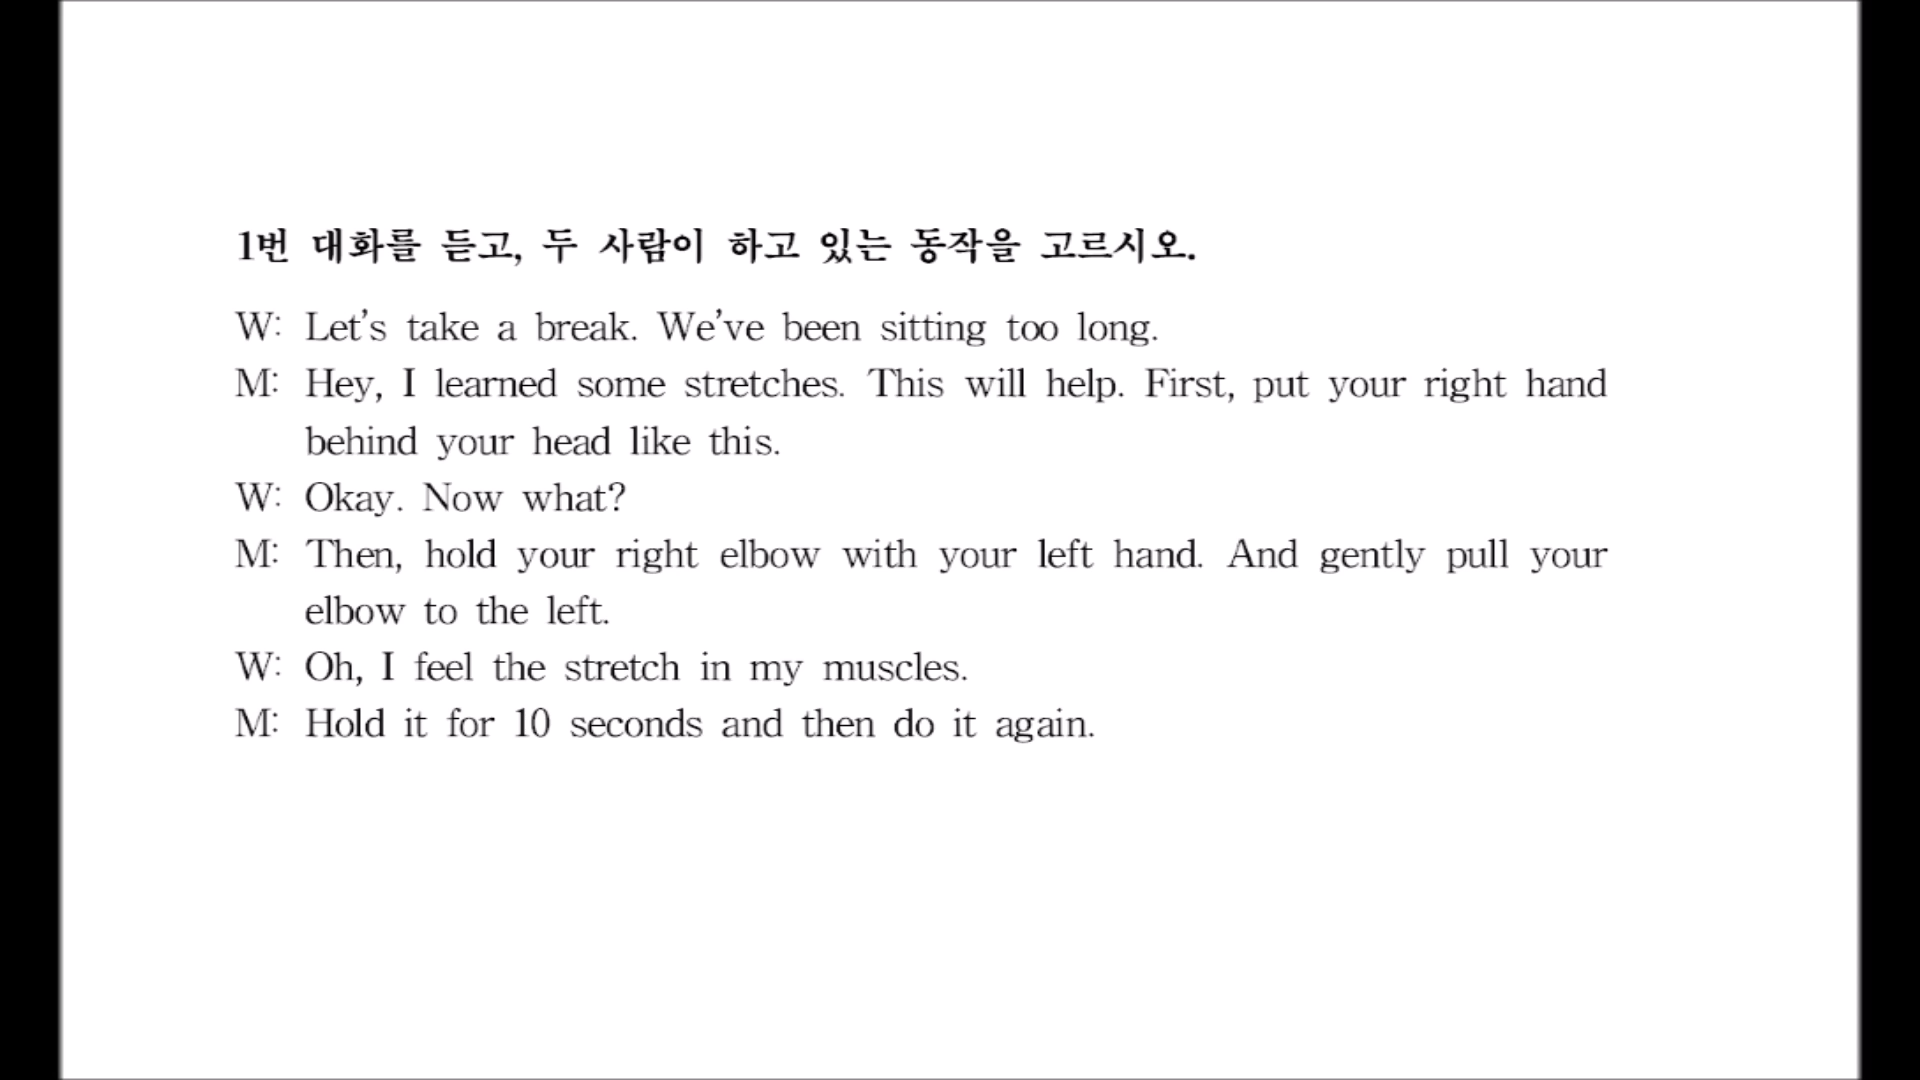 1번 대화를 듣고, 두 사람이 하고 있는 동작을 고르시오.
W: Let's take a break. We've been sitting too long.
M: Hey, I learned some stretches. This will help. First, put your right hand
behind your head like this.
W: Okay. Now what?
M: Then, hold your right elbow with your left hand. And gently pull your
elbow to the left.
W: Oh, I feel the stretch in my muscles.
M: Hold it for 10 seconds and then do it again.